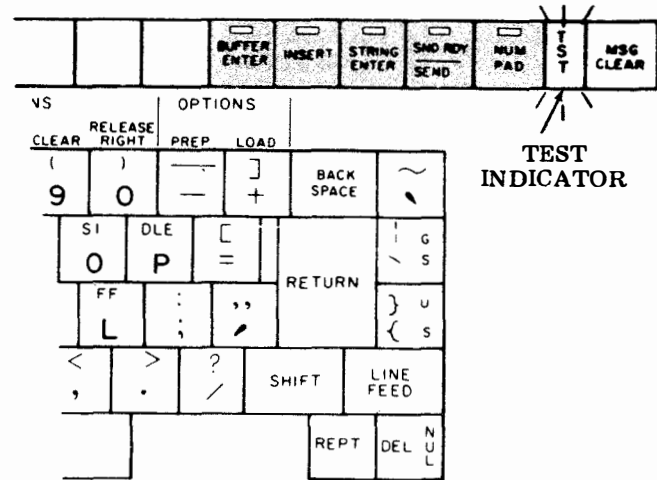 BUFFER ENTER INSERT STRING ENTER SND RDY SEND NUM PAD TST MSG CLEAR
NS OPTIONS
CLEAR RELEASE RIGHT PREP LOAD
TEST INDICATOR
( ) — ] BACK SPACE ~
9 0 — + `
SI DLE [ RETURN | G
O P = \ S
FF : ,, } U
L ; , { S
< > ? SHIFT LINE FEED
, . /
REPT DEL NUL